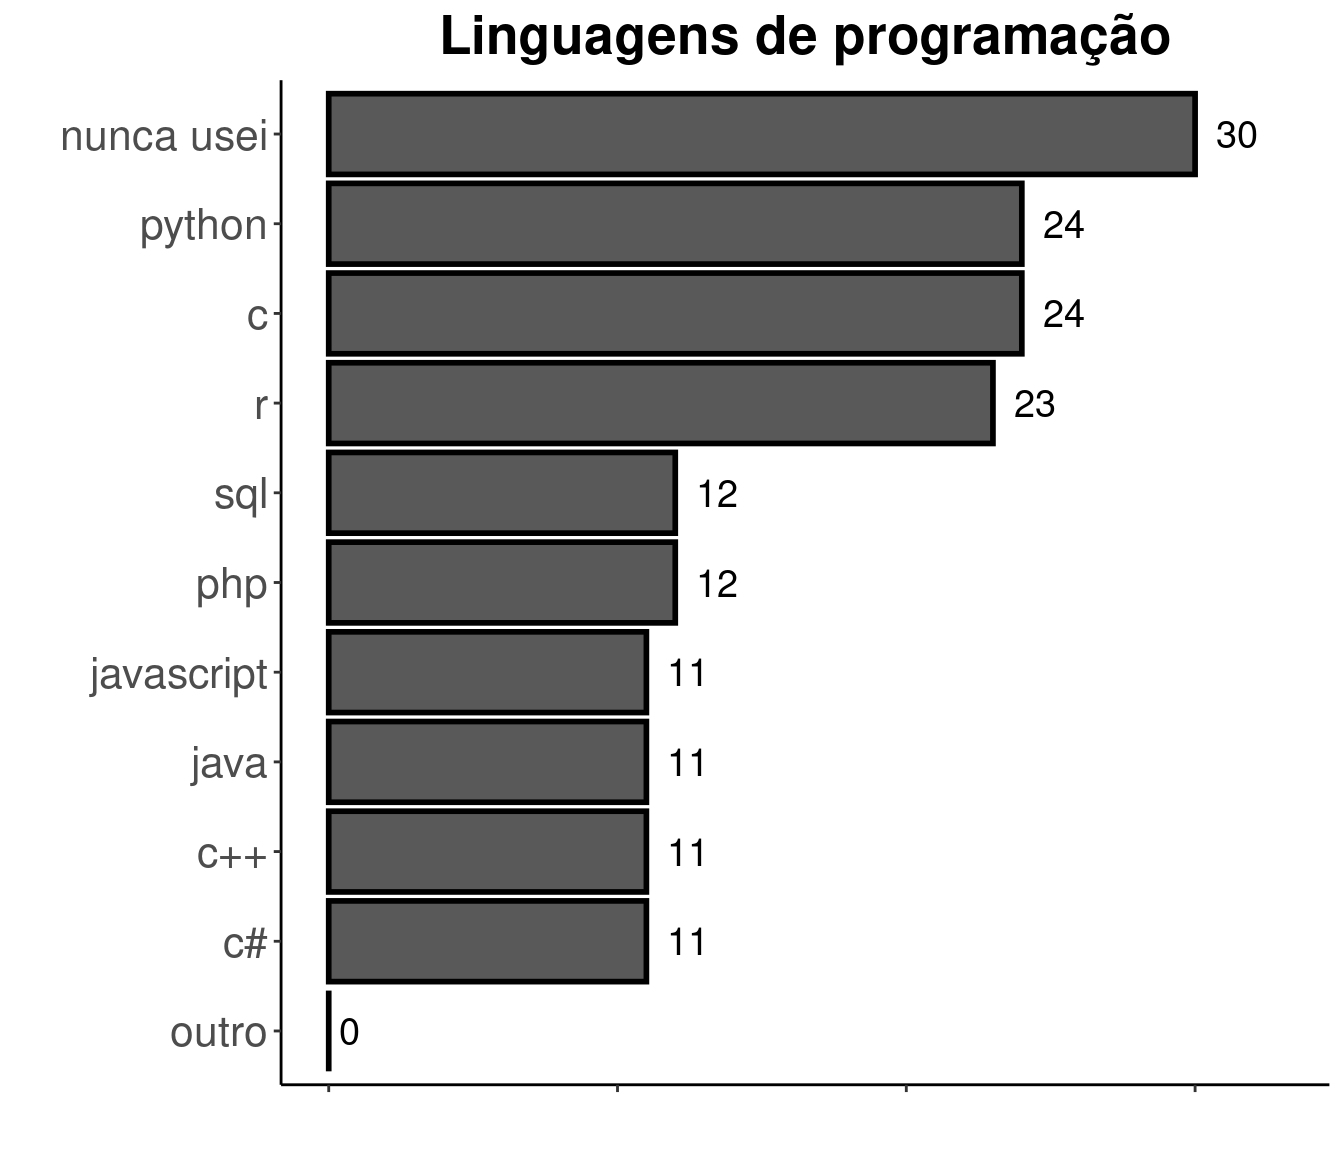 Linguagens de programação
nunca usei 30
python 24
c 24
r 23
sql 12
php 12
javascript 11
java 11
c++ 11
c# 11
outro 0